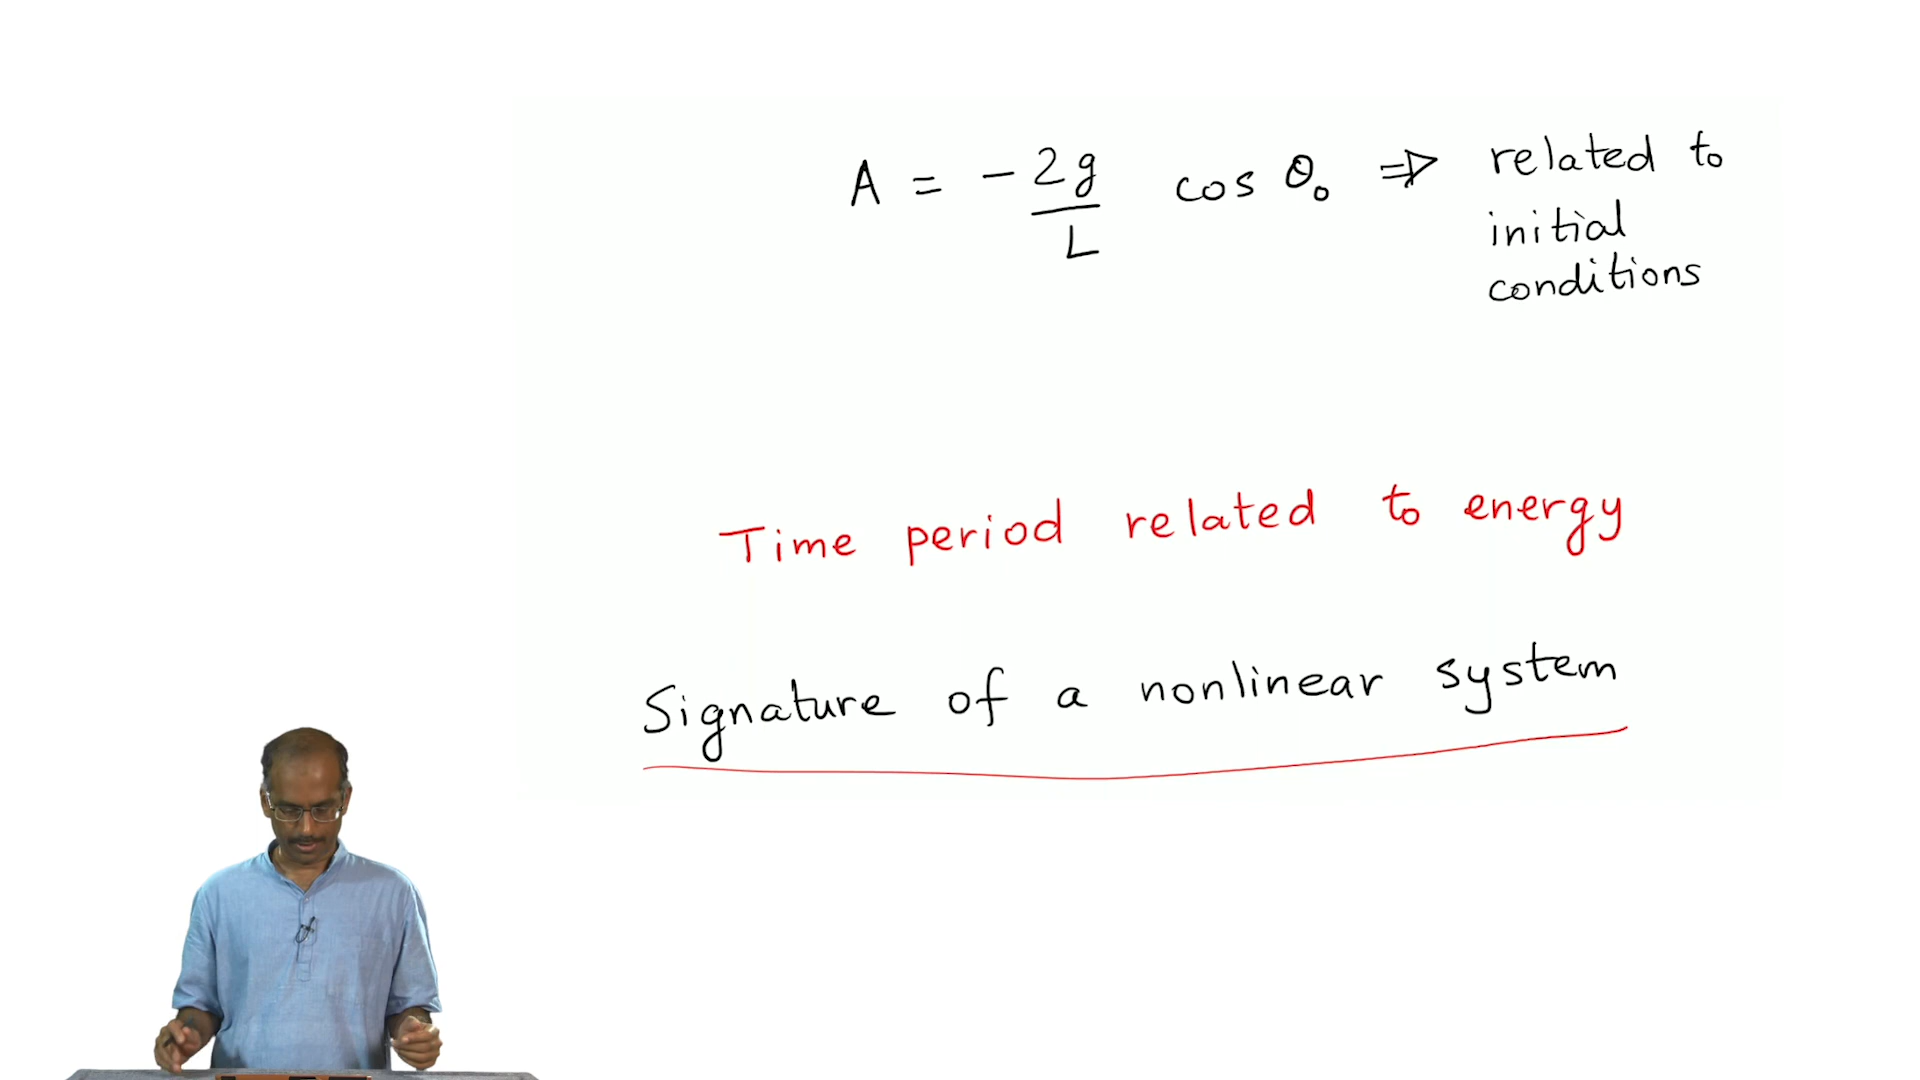 A = -2g/L cos θ₀ ⇒ related to
initial
conditions
Time period related to energy
Signature of a nonlinear system